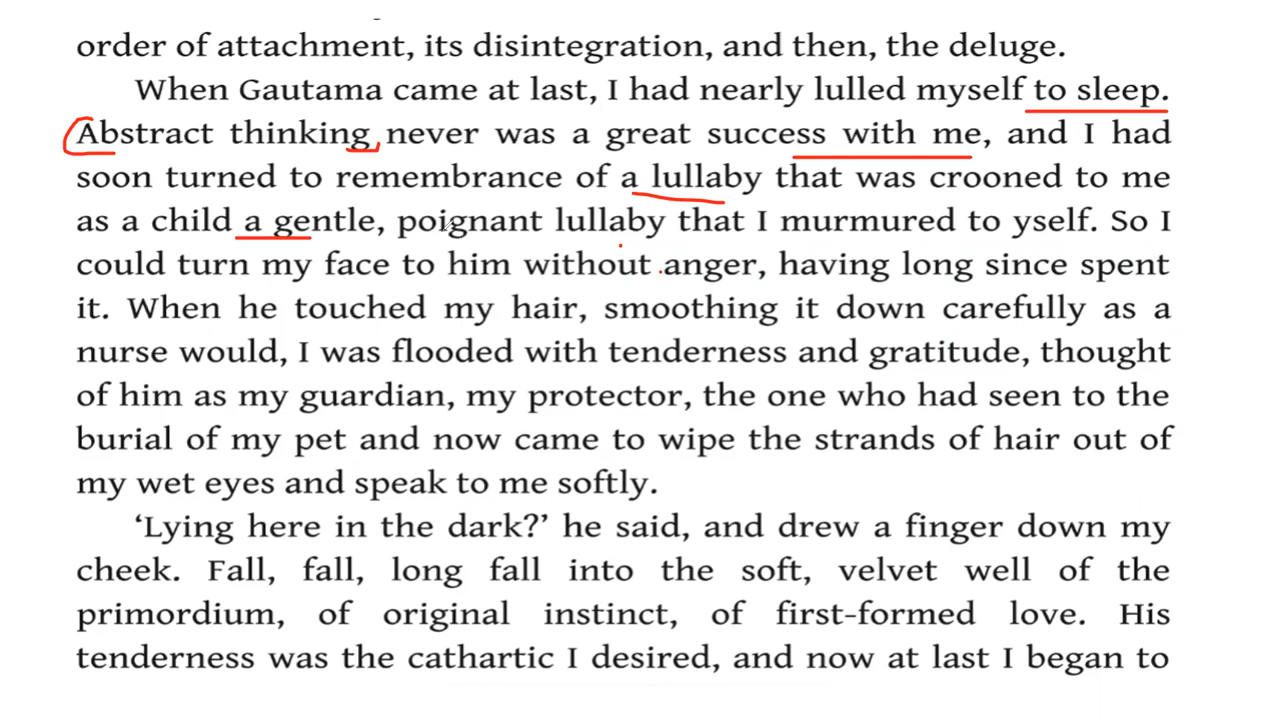 order of attachment, its disintegration, and then, the deluge.
When Gautama came at last, I had nearly lulled myself to sleep.
Abstract thinking, never was a great success with me, and I had
soon turned to remembrance of a lullaby that was crooned to me
as a child a gentle, poignant lullaby that I murmured to yself. So I
could turn my face to him without anger, having long since spent
it. When he touched my hair, smoothing it down carefully as a
nurse would, I was flooded with tenderness and gratitude, thought
of him as my guardian, my protector, the one who had seen to the
burial of my pet and now came to wipe the strands of hair out of
my wet eyes and speak to me softly.
‘Lying here in the dark?’ he said, and drew a finger down my
cheek. Fall, fall, long fall into the soft, velvet well of the
primordium, of original instinct, of first-formed love. His
tenderness was the cathartic I desired, and now at last I began to